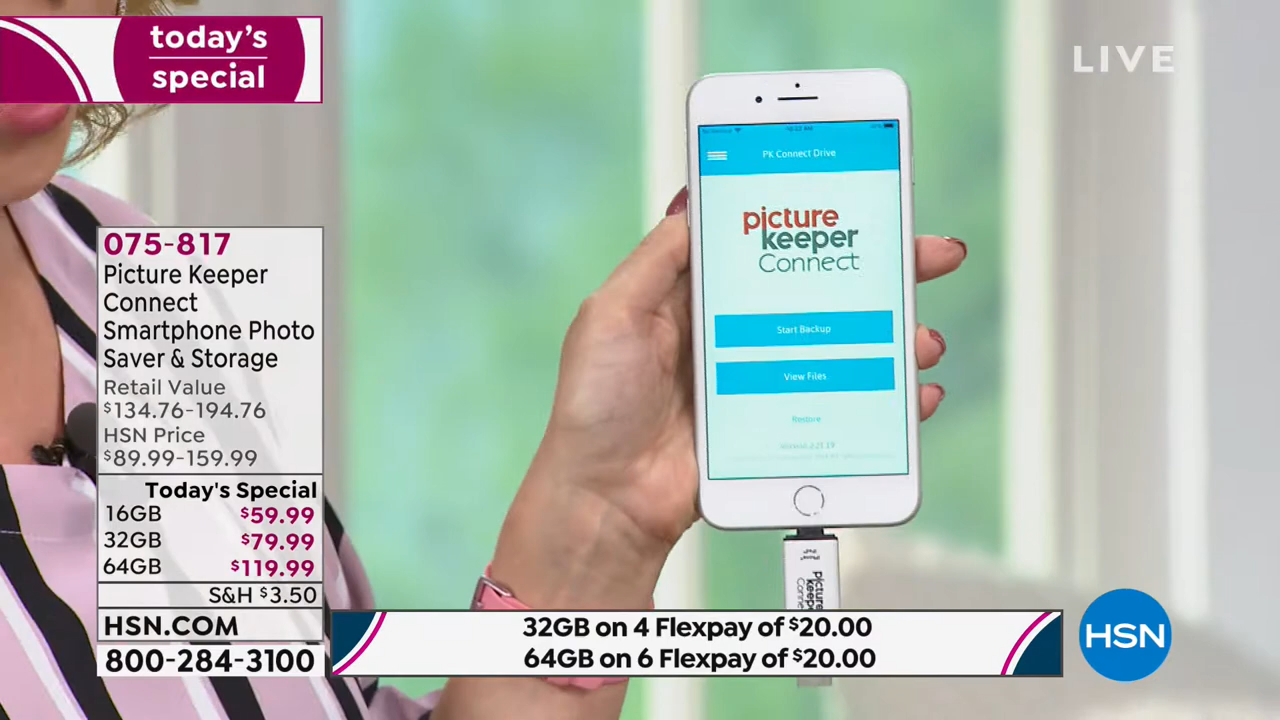 today's
special
LIVE
075-817
Picture Keeper
Connect
Smartphone Photo
Saver & Storage
Retail Value
$134.76-194.76
HSN Price
$89.99-159.99
Today's Special
16GB $59.99
32GB $79.99
64GB $119.99
S&H $3.50
HSN.COM
800-284-3100
PK Connect Drive
picture
keeper
Connect
Start Backup
View Files
Restore
picture
keeper
32GB on 4 Flexpay of $20.00
64GB on 6 Flexpay of $20.00
HSN